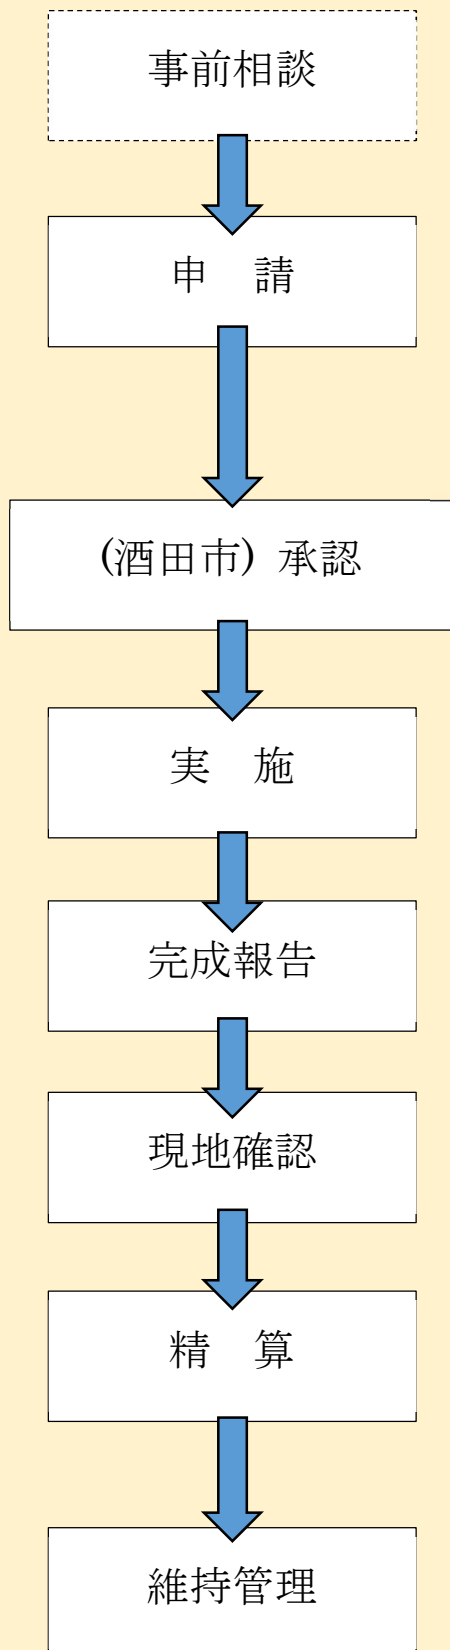 事前相談
申　請
(酒田市) 承認
実　施
完成報告
現地確認
精　算
維持管理